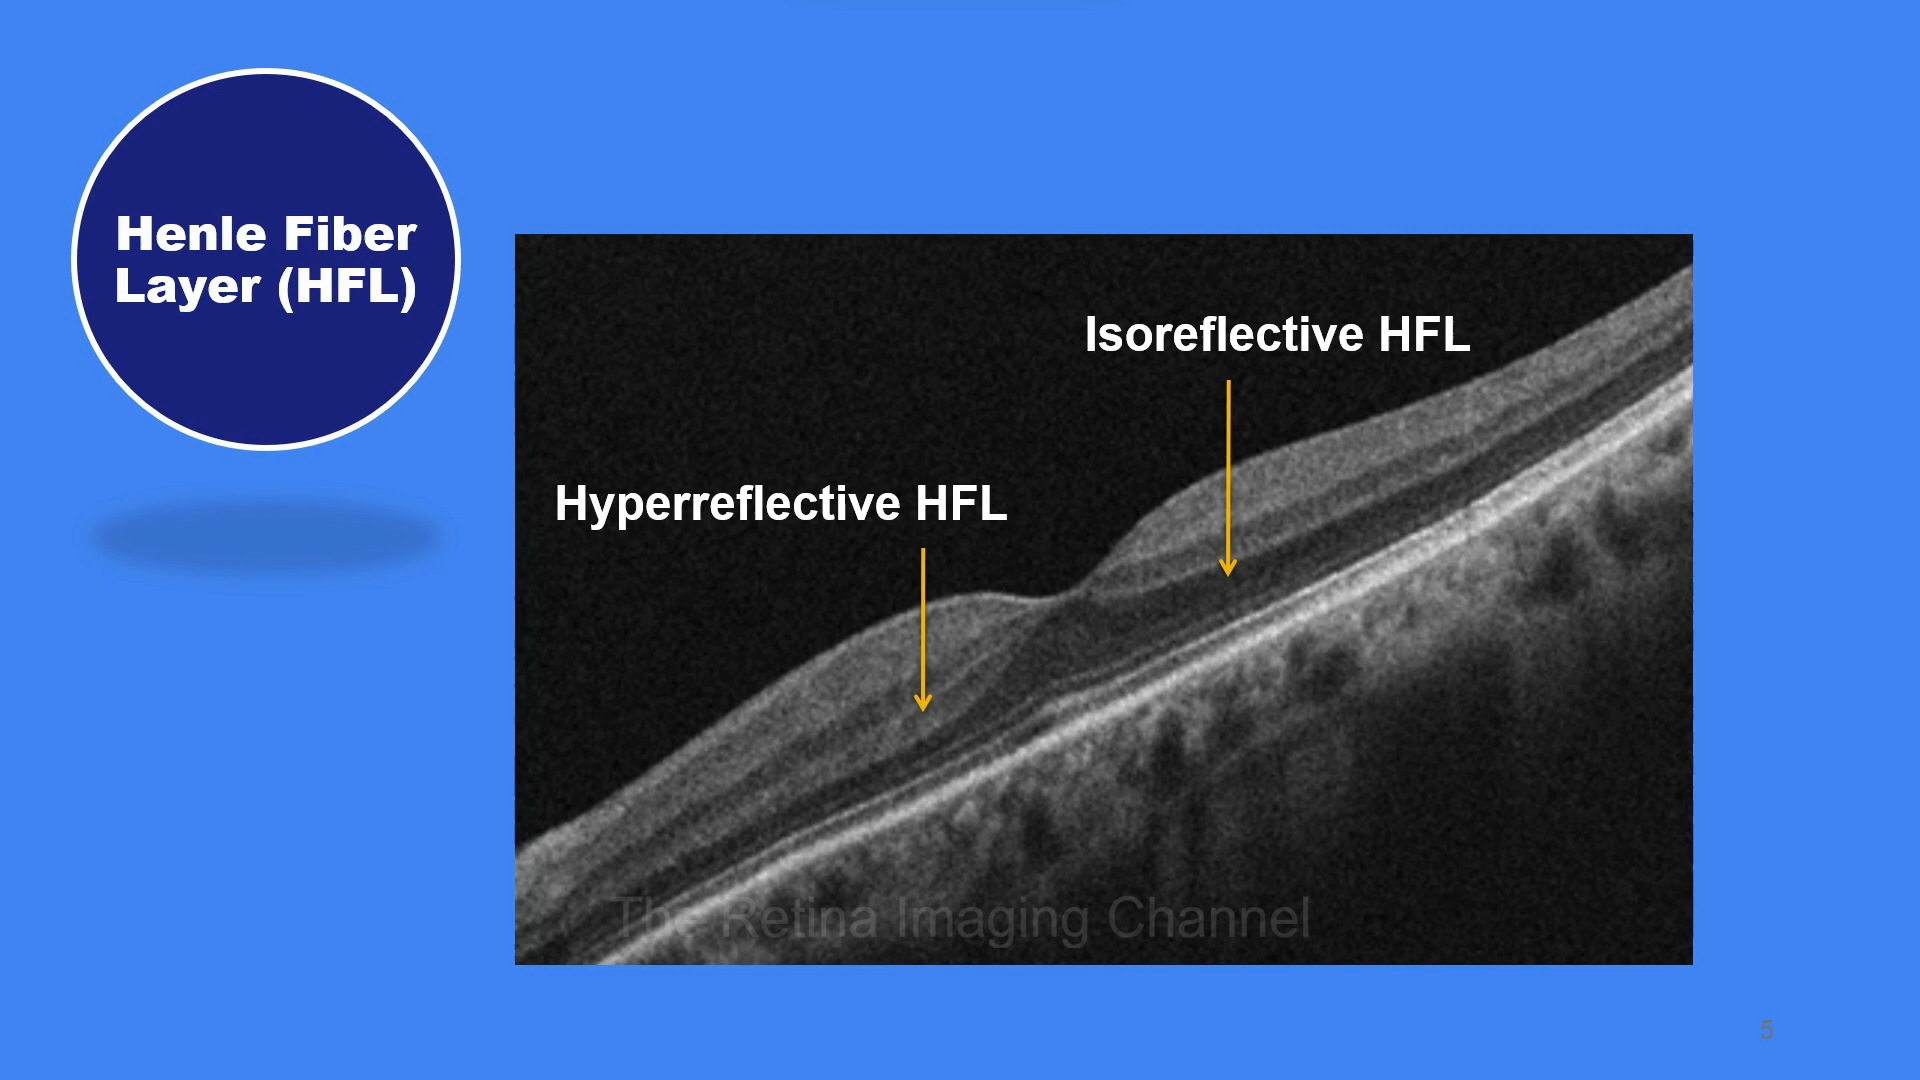 Henle Fiber
Layer (HFL)
Isoreflective HFL
Hyperreflective HFL
The Retina Imaging Channel
5